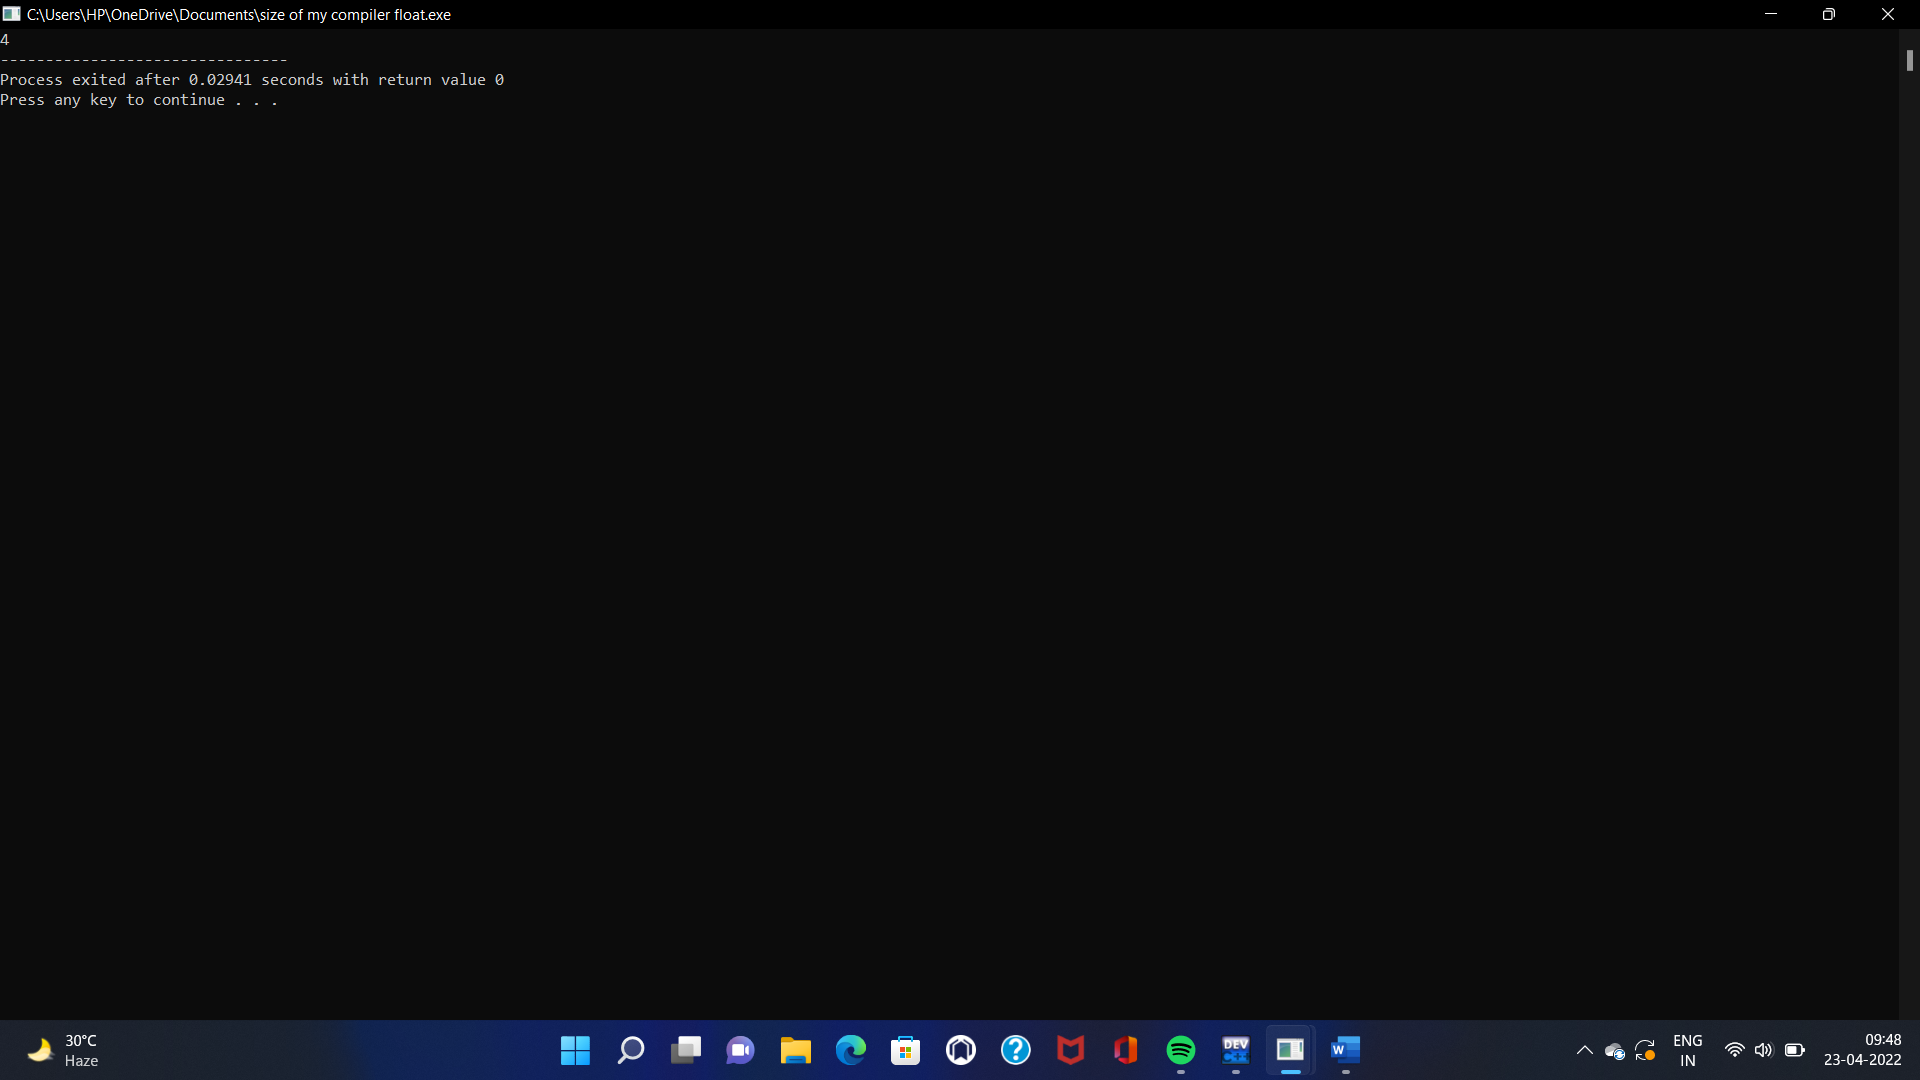 C:\Users\HP\OneDrive\Documents\size of my compiler float.exe
4
--------------------------------
Process exited after 0.02941 seconds with return value 0
Press any key to continue . . .
30°C
Haze
DEV
C++
W
ENG
IN
09:48
23-04-2022